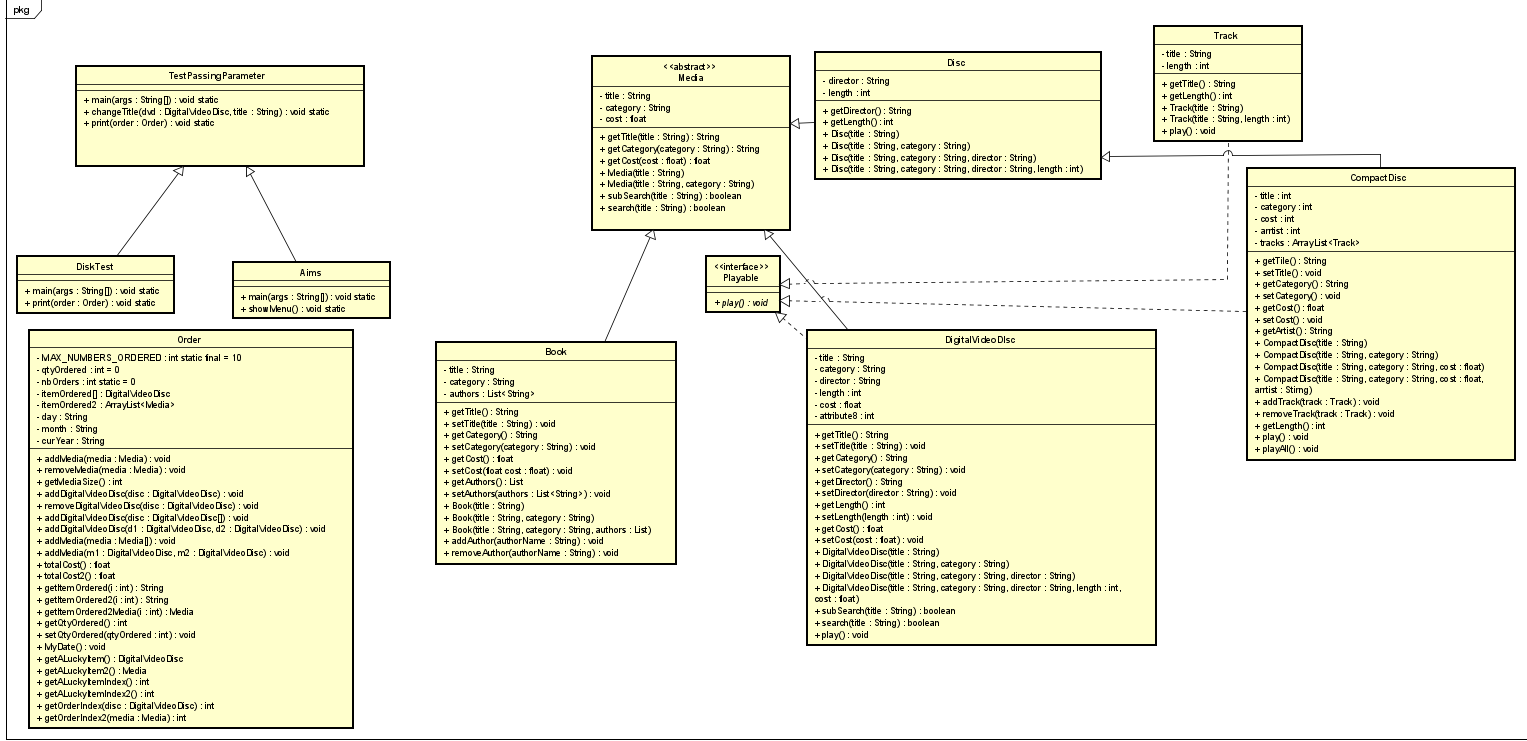 pkg
TestPassingParameter
+ main(args : String[]) : void static
+ changeTitle(dvd : DigitalVideoDisc, title : String) : void static
+ print(order : Order) : void static
DiskTest
+ main(args : String[]) : void static
+ print(order : Order) : void static
Aims
+ main(args : String[]) : void static
+ showMenu() : void static
Order
- MAX_NUMBERS_ORDERED : int static final = 10
- qtyOrdered : int = 0
- nbOrders : int static = 0
- itemOrdered[] : DigitalVideoDisc
- itemOrdered2 : ArrayList<Media>
- day : String
- month : String
- curYear : String
+ addMedia(media : Media) : void
+ removeMedia(media : Media) : void
+ getMediaSize() : int
+ addDigitalVideoDisc(disc : DigitalVideoDisc) : void
+ removeDigitalVideoDisc(disc : DigitalVideoDisc) : void
+ addDigitalVideoDisc(disc : DigitalVideoDisc[]) : void
+ addDigitalVideoDisc(d1 : DigitalVideoDisc, d2 : DigitalVideoDisc) : void
+ addMedia(media : Media[]) : void
+ addMedia(m1 : DigitalVideoDisc, m2 : DigitalVideoDisc) : void
+ totalCost() : float
+ totalCost2() : float
+ getItemOrdered(i : int) : String
+ getItemOrdered2(i : int) : String
+ getItemOrdered2Media(i : int) : Media
+ getQtyOrdered() : int
+ setQtyOrdered(qtyOrdered : int) : void
+ MyDate() : void
+ getALuckyItem() : DigitalVideoDisc
+ getALuckyItem2() : Media
+ getALuckyItemIndex() : int
+ getALuckyItemIndex2() : int
+ getOrderIndex(disc : DigitalVideoDisc) : int
+ getOrderIndex2(media : Media) : int
<<abstract>>
Media
- title : String
- category : String
- cost : float
+ getTitle(title : String) : String
+ getCategory(category : String) : String
+ getCost(cost : float) : float
+ Media(title : String)
+ Media(title : String, category : String)
+ subSearch(title : String) : boolean
+ search(title : String) : boolean
Disc
- director : String
- length : int
+ getDirector() : String
+ getLength() : int
+ Disc(title : String)
+ Disc(title : String, category : String)
+ Disc(title : String, category : String, director : String)
+ Disc(title : String, category : String, director : String, length : int)
Track
- title : String
- length : int
+ getTitle() : String
+ getLength() : int
+ Track(title : String)
+ Track(title : String, length : int)
+ play() : void
<<interface>>
Playable
+ play() : void
Book
- title : String
- category : String
- authors : List<String>
+ getTitle() : String
+ setTitle(title : String) : void
+ getCategory() : String
+ setCategory(category : String) : void
+ getCost() : float
+ setCost(float cost : float) : void
+ getAuthors() : List
+ setAuthors(authors : List<String>) : void
+ Book(title : String)
+ Book(title : String, category : String)
+ Book(title : String, category : String, authors : List)
+ addAuthor(authorName : String) : void
+ removeAuthor(authorName : String) : void
DigitalVideoDIsc
- title : String
- category : String
- director : String
- length : int
- cost : float
- attribute8 : int
+ getTitle() : String
+ setTitle(title : String) : void
+ getCategory() : String
+ setCategory(category : String) : void
+ getDirector() : String
+ setDirector(director : String) : void
+ getLength() : int
+ setLength(length : int) : void
+ getCost() : float
+ setCost(cost : float) : void
+ DigitalVideoDisc(title : String)
+ DigitalVideoDisc(title : String, category : String)
+ DigitalVideoDisc(title : String, category : String, director : String)
+ DigitalVideoDisc(title : String, category : String, director : String, length : int,
cost : float)
+ subSearch(title : String) : boolean
+ search(title : String) : boolean
+ play() : void
CompactDisc
- title : int
- category : int
- cost : int
- arrtist : int
- tracks : ArrayList<Track>
+ getTile() : String
+ setTitle() : void
+ getCategory() : String
+ setCategory() : void
+ getCost() : float
+ setCost() : void
+ getArtist() : String
+ CompactDisc(title : String)
+ CompactDisc(title : String, category : String)
+ CompactDisc(title : String, category : String, cost : float)
+ CompactDisc(title : String, category : String, cost : float,
arrtist : Stirng)
+ addTrack(track : Track) : void
+ removeTrack(track : Track) : void
+ getLength() : int
+ play() : void
+ playAll() : void